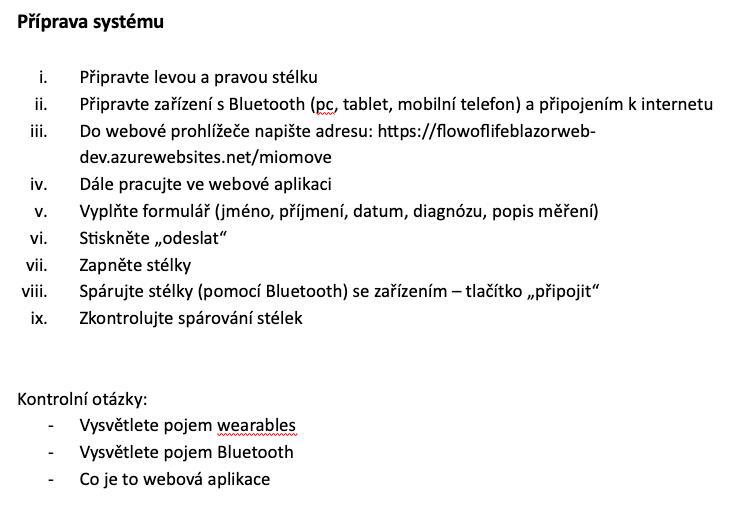 Příprava systému
i. Připravte levou a pravou stélku
ii. Připravte zařízení s Bluetooth (pc, tablet, mobilní telefon) a připojením k internetu
iii. Do webové prohlížeče napište adresu: https://flowoflifeblazorweb-
dev.azurewebsites.net/miomove
iv. Dále pracujte ve webové aplikaci
v. Vyplňte formulář (jméno, příjmení, datum, diagnózu, popis měření)
vi. Stiskněte „odeslat“
vii. Zapněte stélky
viii. Spárujte stélky (pomocí Bluetooth) se zařízením – tlačítko „připojit“
ix. Zkontrolujte spárování stélek
Kontrolní otázky:
- Vysvětlete pojem wearables
- Vysvětlete pojem Bluetooth
- Co je to webová aplikace